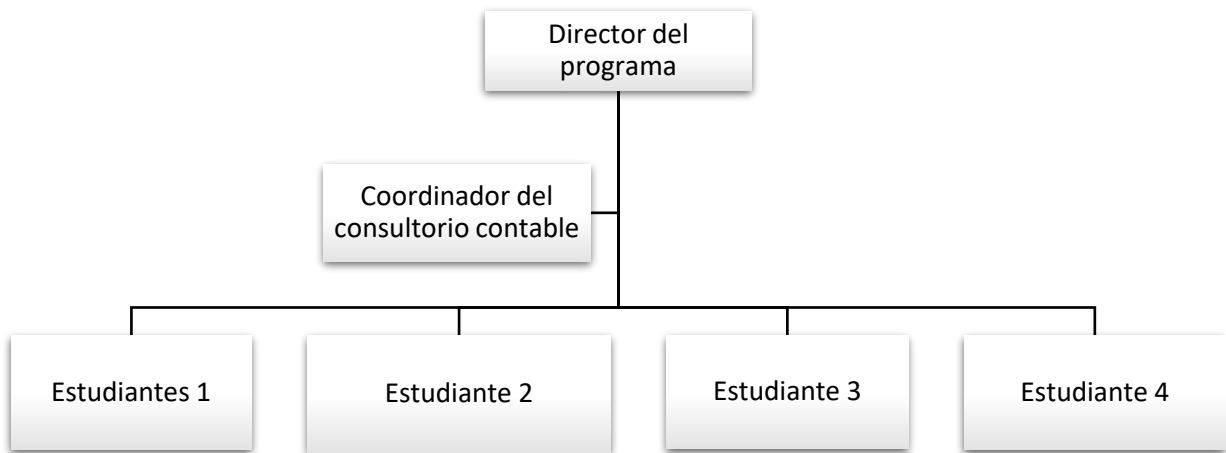 Director del
programa
Coordinador del
consultorio contable
Estudiantes 1
Estudiante 2
Estudiante 3
Estudiante 4